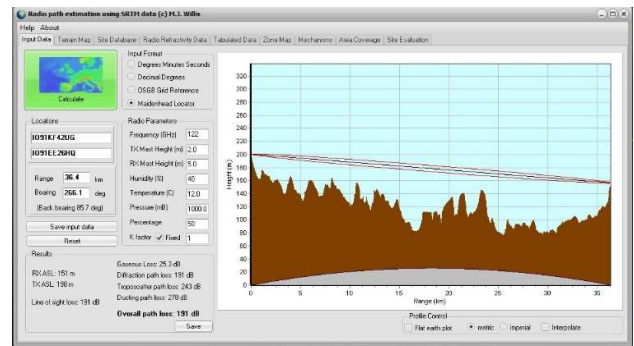 Radio path estimation using SRTM data (c) M.J. Willis
Help About
Input Data Terrain Map Site Database Radio Refractivity Data Tabulated Data Zone Map Mechanisms Area Coverage Site Evaluation
Calculate
Input Format
Degrees Minutes Seconds
Decimal Degrees
OSGB Grid Reference
Maidenhead Locator
Locations
IO91KF42UG
IO91EE26HQ
Range 36.4 km
Bearing 266.1 deg
(Back bearing 85.7 deg)
Save input data
Reset
Radio Parameters
Frequency (GHz) 122
TX Mast Height (m) 2.0
RX Mast Height (m) 5.0
Humidity (%) 40
Temperature (C) 12.0
Pressure (mB) 1000.0
Percentage 50
K factor Fixed 1
Results
RX ASL: 151 m
TX ASL: 198 m
Line of sight loss: 191 dB
Gaseous Loss: 25.3 dB
Diffraction path loss: 191 dB
Troposcatter path loss: 243 dB
Ducting path loss: 278 dB
Overall path loss: 191 dB
Save
Height (m)
320
300
280
260
240
220
200
180
160
140
120
100
80
60
40
20
0
0 5 10 15 20 25 30 35
Range (km)
Profile Control
Flat earth plot metric imperial Interpolate